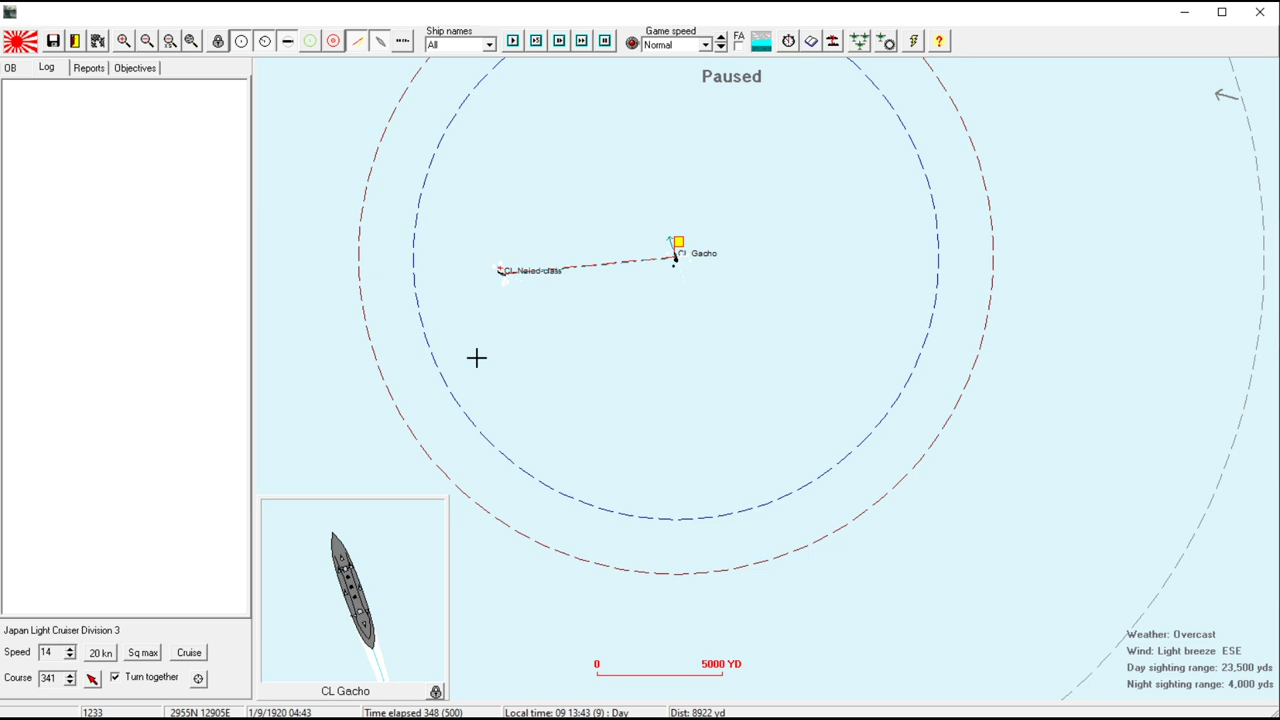 Ship names
All
Game speed
Normal
FA
OB
Log
Reports
Objectives
Paused
CL Gacho
Japan Light Cruiser Division 3
Speed
14
20 kn
Sq max
Cruise
Course
341
Turn together
CL Gacho
0
5000 YD
Weather: Overcast
Wind: Light breeze ESE
Day sighting range: 23,500 yds
Night sighting range: 4,000 yds
1233
2955N 12905E
1/9/1920 04:43
Time elapsed 348 (500)
Local time: 09 13:43 (9) : Day
Dist: 8922 yd